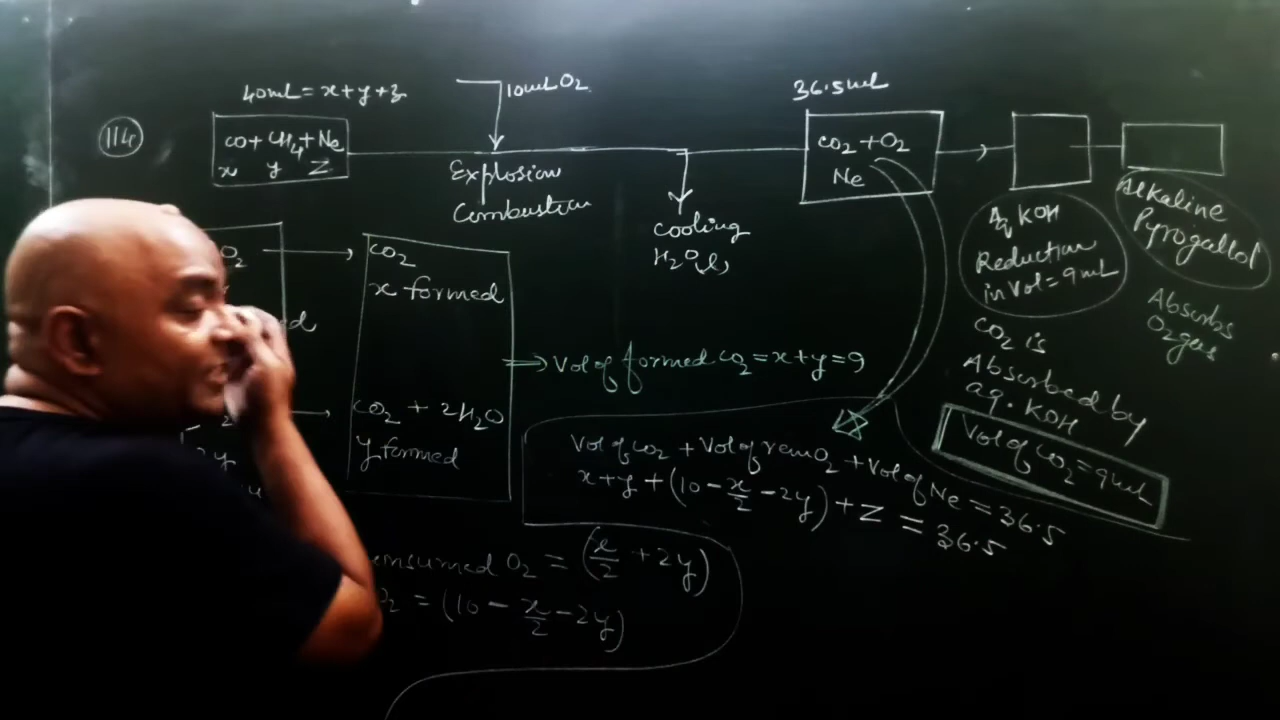 114
40mL = x+y+z
CO + CH4 + Ne
x y z
10mL O2
Explosion
Combustion
cooling
H2O(l)
36.5mL
CO2 + O2
Ne
Aq KOH
Reduction
in Vol = 9mL
CO2 is
Absorbed by
aq. KOH
Vol of CO2 = 9mL
Alkaline
Pyrogallol
Absorbs
O2 gas
O2
CO2
x formed
CO2 + 2H2O
y formed
2y
Vol of formed CO2 = x+y = 9
Vol of CO2 + Vol of rem O2 + Vol of Ne = 36.5
x+y + (10 - x/2 - 2y) + Z = 36.5
onsumed O2 = (x/2 + 2y)
O2 = (10 - x/2 - 2y)